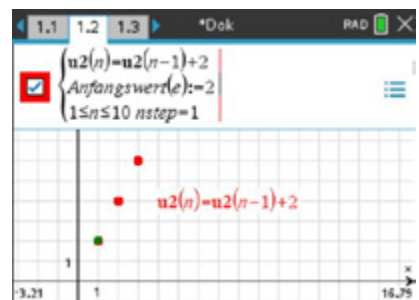 1.1 1.2 1.3 *Dok RAD
u2(n)=u2(n−1)+2
Anfangswert(e):=2
1≤n≤10 nstep=1
u2(n)=u2(n−1)+2
x
1
-3.21 1 16.79